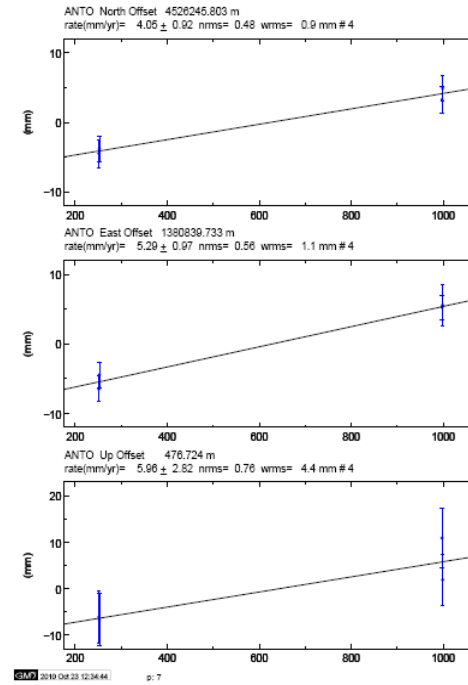 ANTO North Offset 4526245.803 m
rate(mm/yr)= 4.05 ± 0.92 nrms= 0.48 wrms= 0.9 mm # 4
10
0
−10
(mm)
200 400 600 800 1000
ANTO East Offset 1380839.733 m
rate(mm/yr)= 5.29 ± 0.97 nrms= 0.56 wrms= 1.1 mm # 4
10
0
−10
(mm)
200 400 600 800 1000
ANTO Up Offset 476.724 m
rate(mm/yr)= 5.96 ± 2.82 nrms= 0.76 wrms= 4.4 mm # 4
20
10
0
−10
(mm)
200 400 600 800 1000
GMT 2019 Oct 23 12:34:44 p: 7